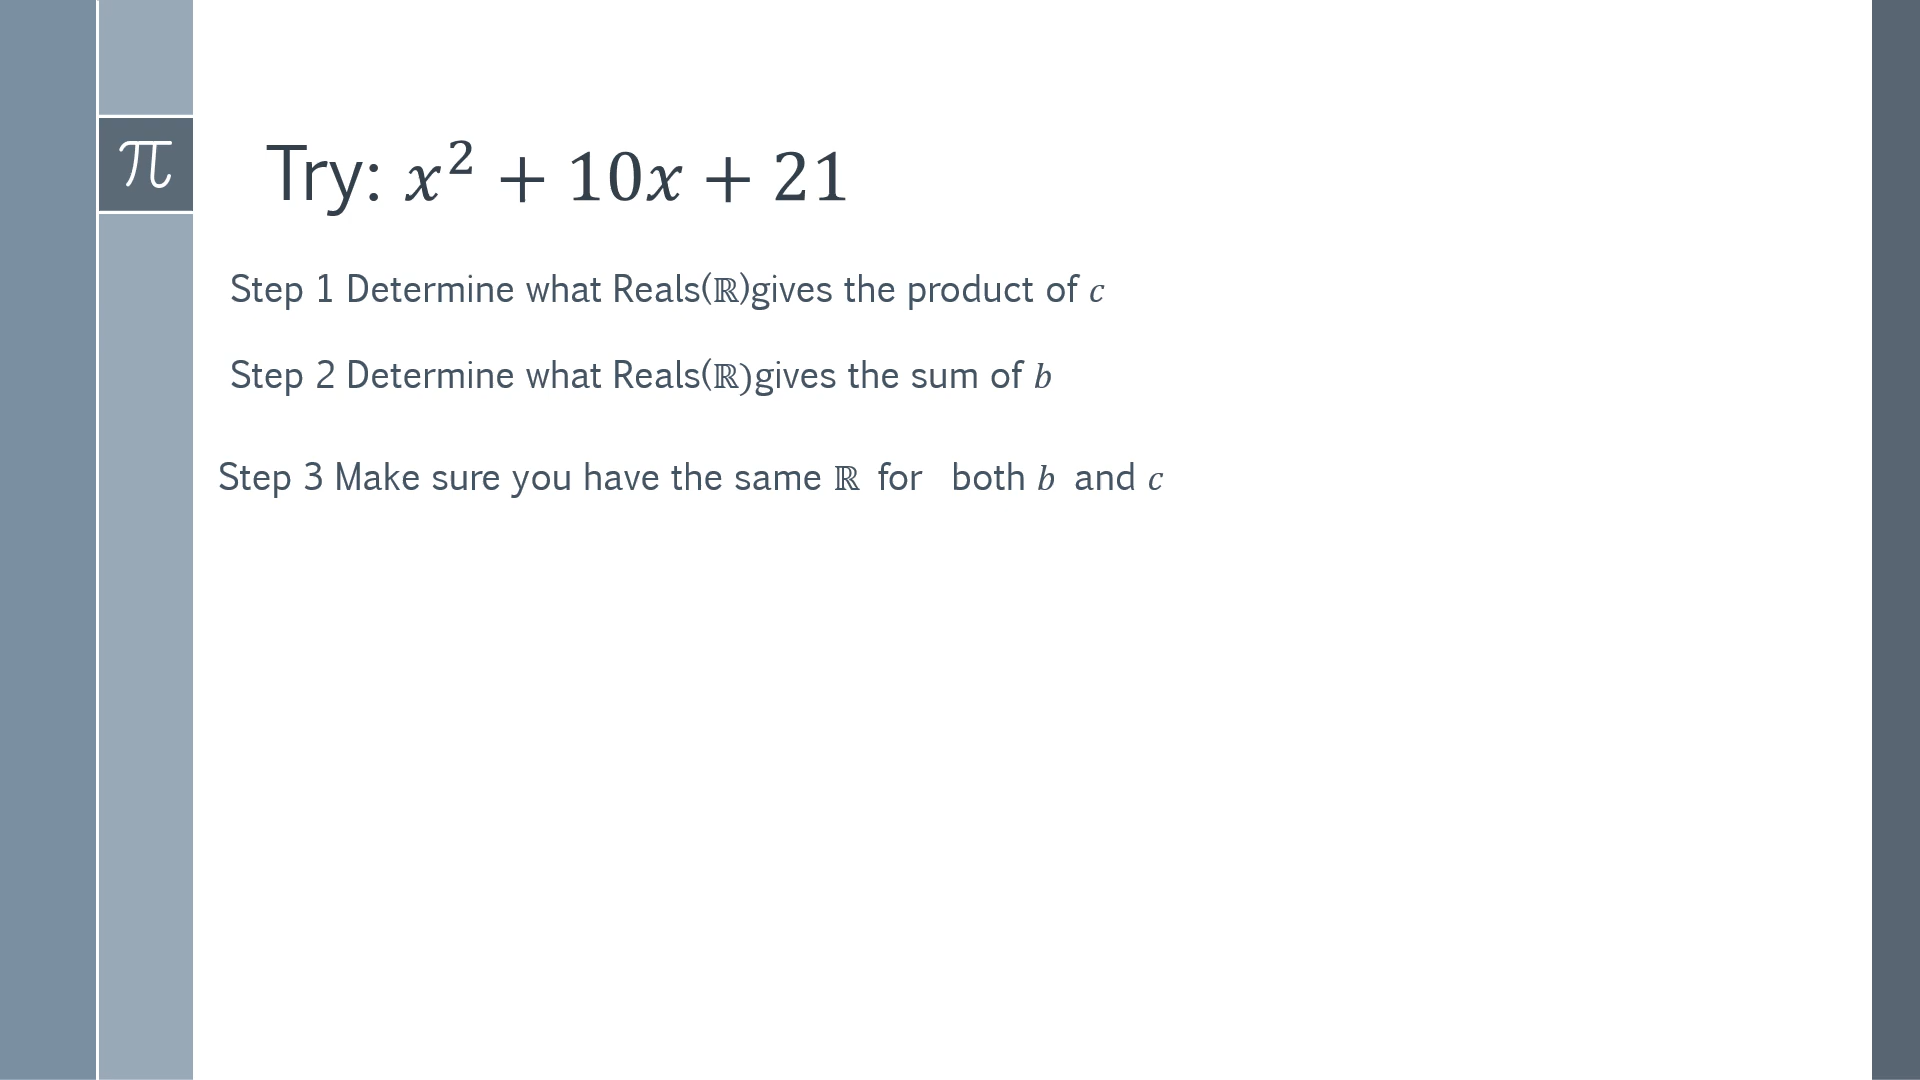 π
Try: x² + 10x + 21
Step 1 Determine what Reals(ℝ)gives the product of c
Step 2 Determine what Reals(ℝ)gives the sum of b
Step 3 Make sure you have the same ℝ for both b and c